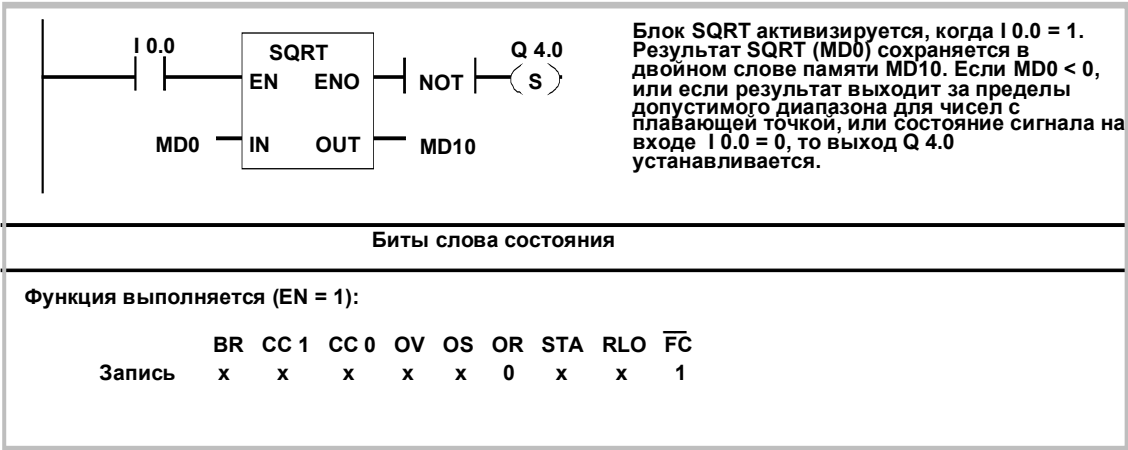 I 0.0
SQRT
Q 4.0
EN ENO
NOT
S
MD0
IN OUT
MD10
Блок SQRT активизируется, когда I 0.0 = 1.
Результат SQRT (MD0) сохраняется в
двойном слове памяти MD10. Если MD0 < 0,
или если результат выходит за пределы
допустимого диапазона для чисел с
плавающей точкой, или состояние сигнала на
входе I 0.0 = 0, то выход Q 4.0
устанавливается.
Биты слова состояния
Функция выполняется (EN = 1):
BR CC 1 CC 0 OV OS OR STA RLO F̅C̅
Запись x x x x x 0 x x 1